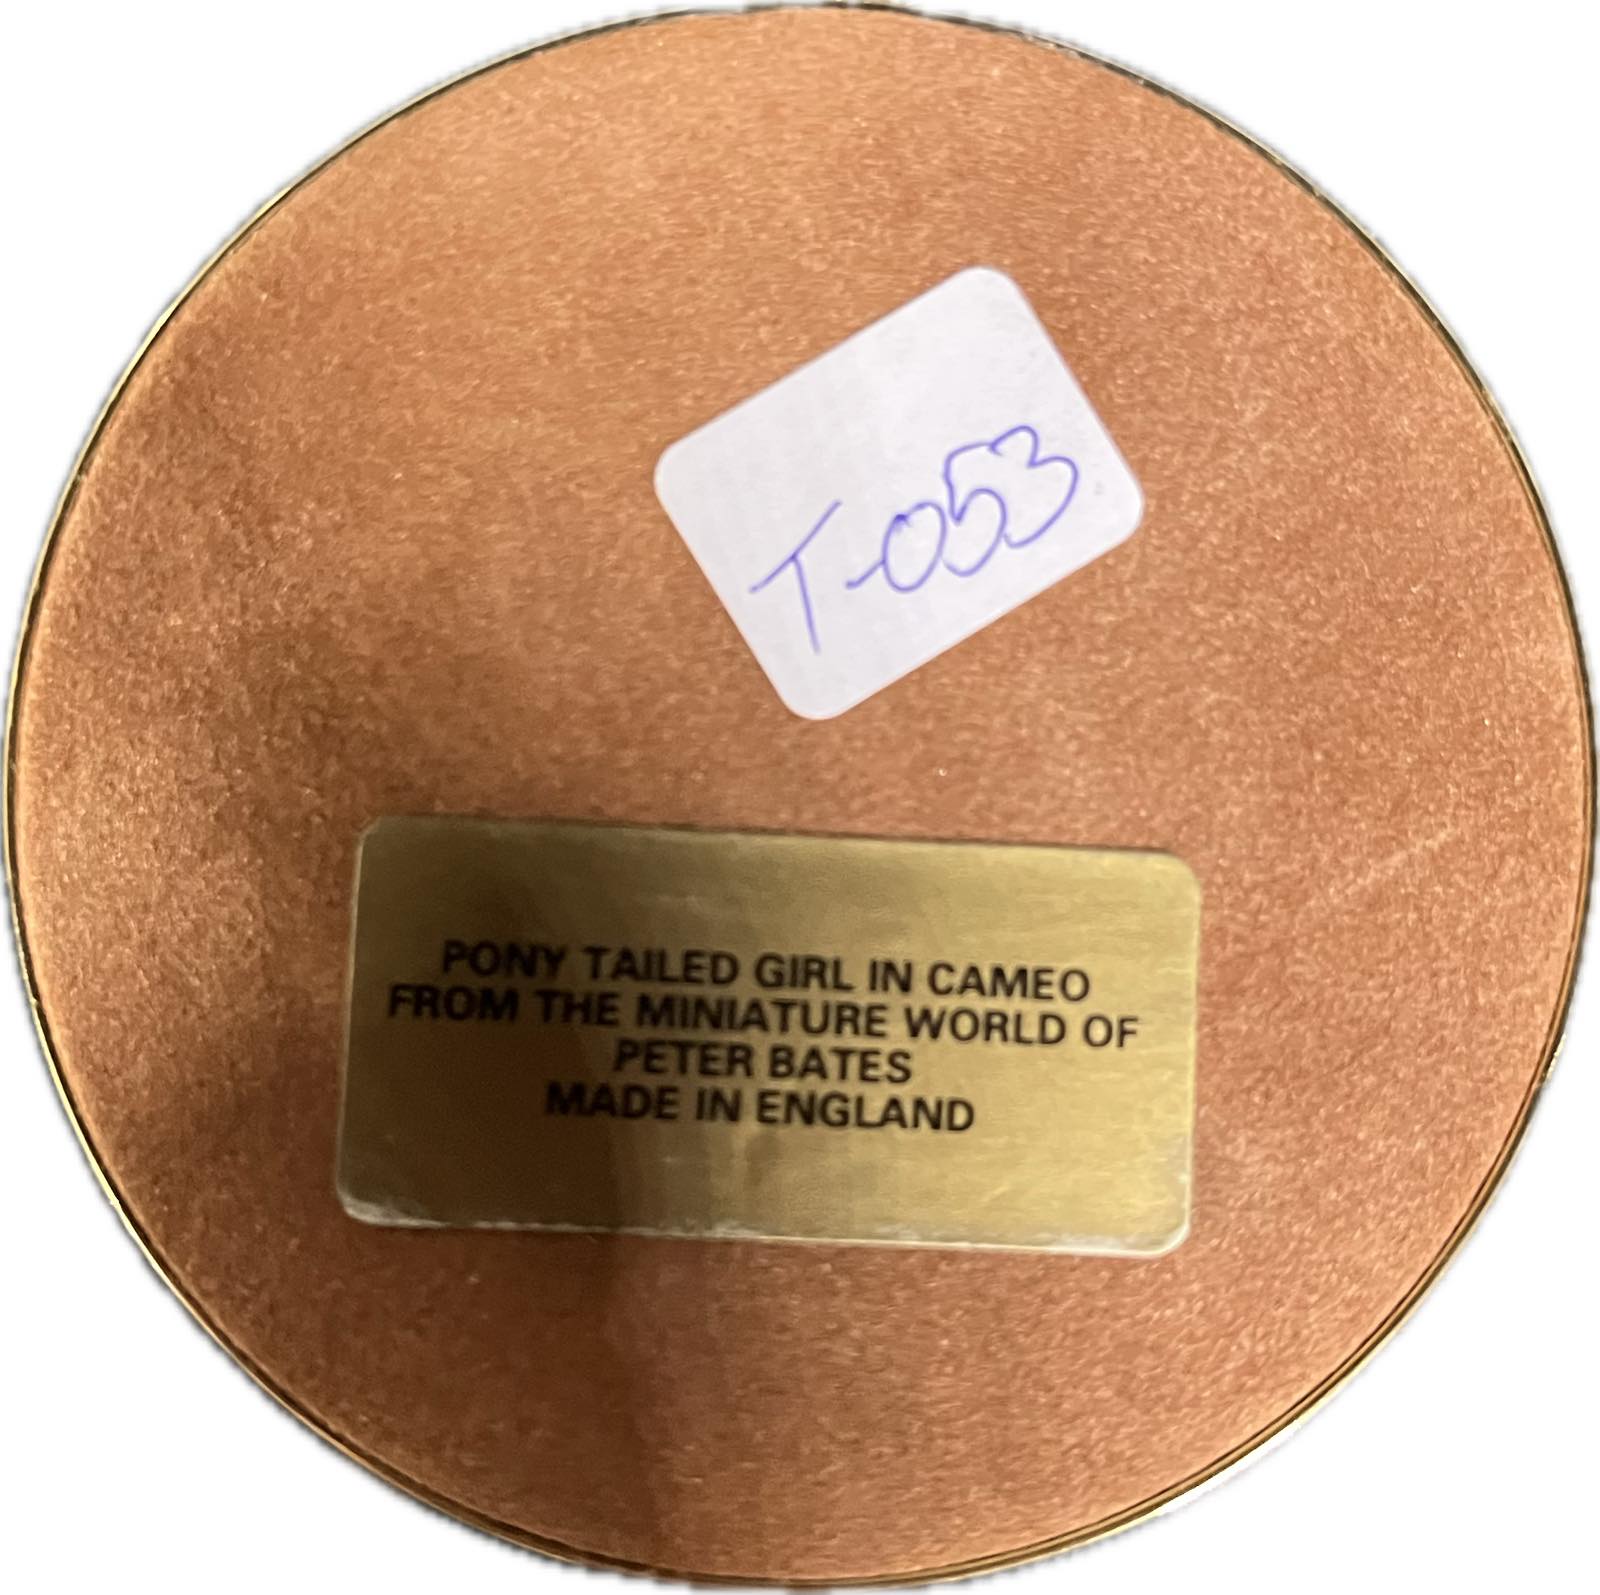 T-053
PONY TAILED GIRL IN CAMEO
FROM THE MINIATURE WORLD OF
PETER BATES
MADE IN ENGLAND